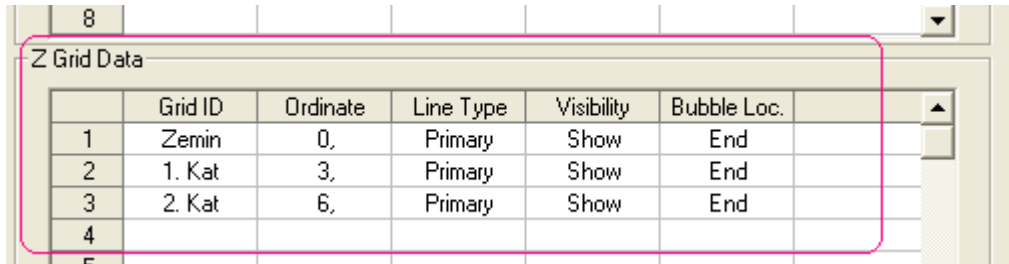 8
Z Grid Data
Grid ID Ordinate Line Type Visibility Bubble Loc.
1 Zemin 0, Primary Show End
2 1. Kat 3, Primary Show End
3 2. Kat 6, Primary Show End
4
5